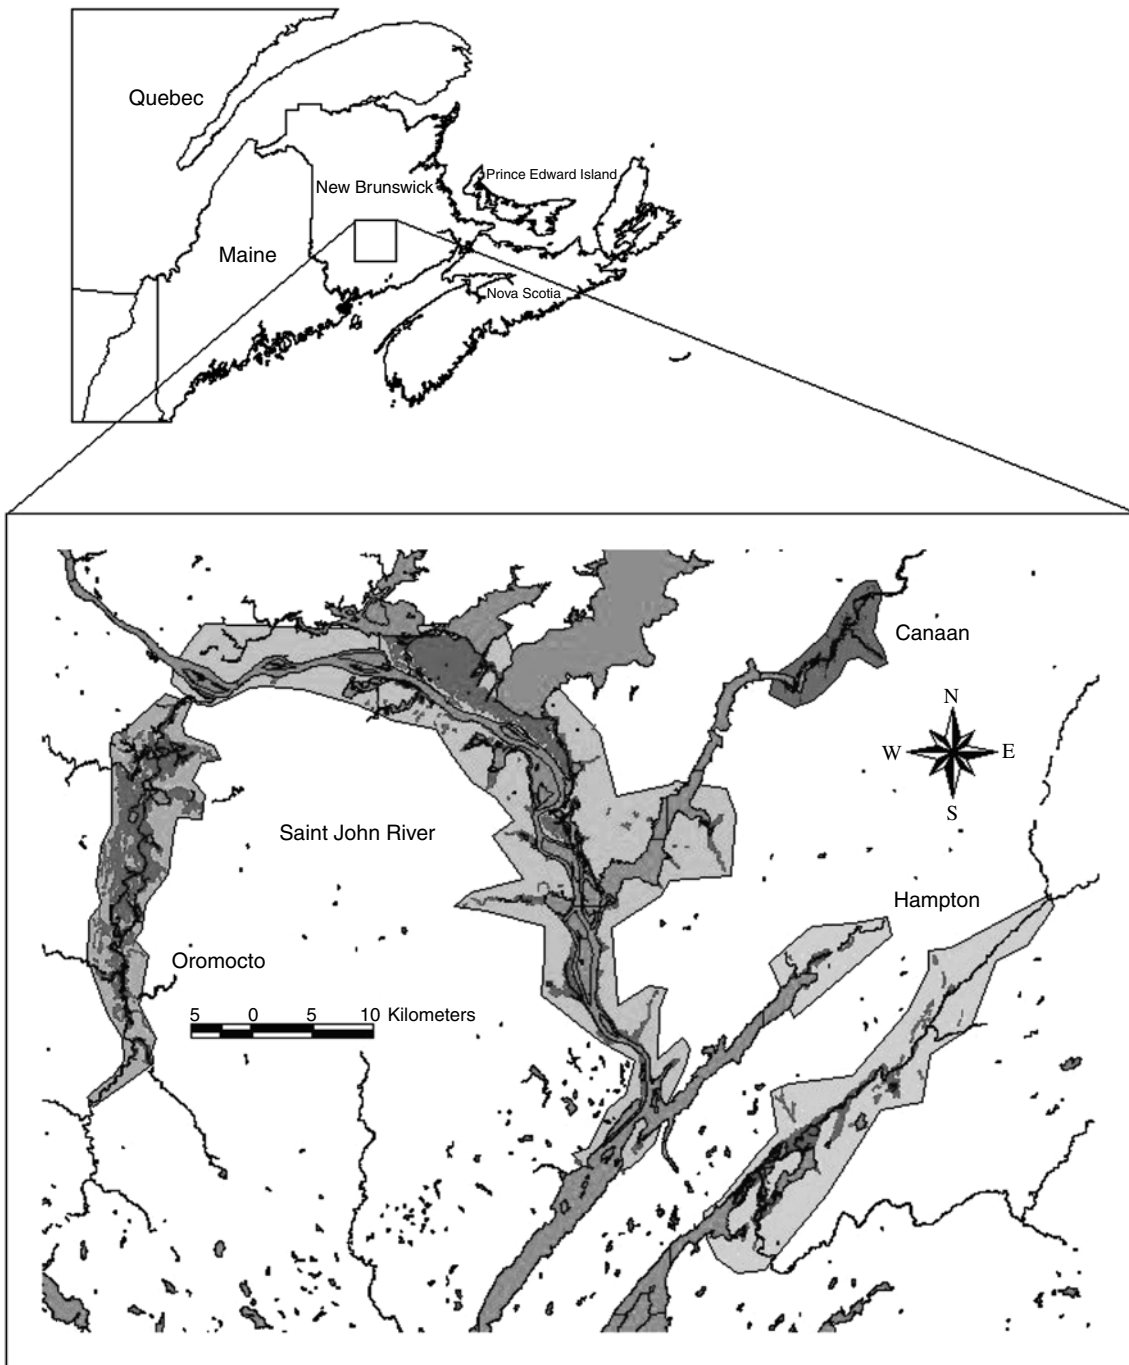 Quebec
Prince Edward Island
New Brunswick
Maine
Nova Scotia
Canaan
N
W E
S
Saint John River
Hampton
Oromocto
5 0 5 10 Kilometers